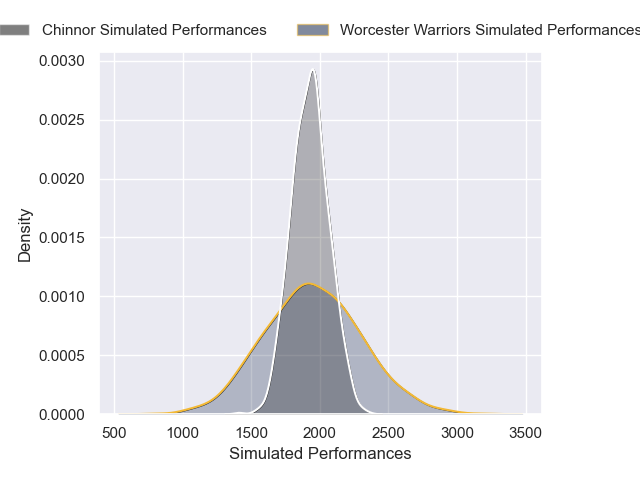 Chinnor Simulated Performances
Worcester Warriors Simulated Performances
0.0030
0.0025
0.0020
0.0015
0.0010
0.0005
0.0000
Density
500 1000 1500 2000 2500 3000 3500
Simulated Performances